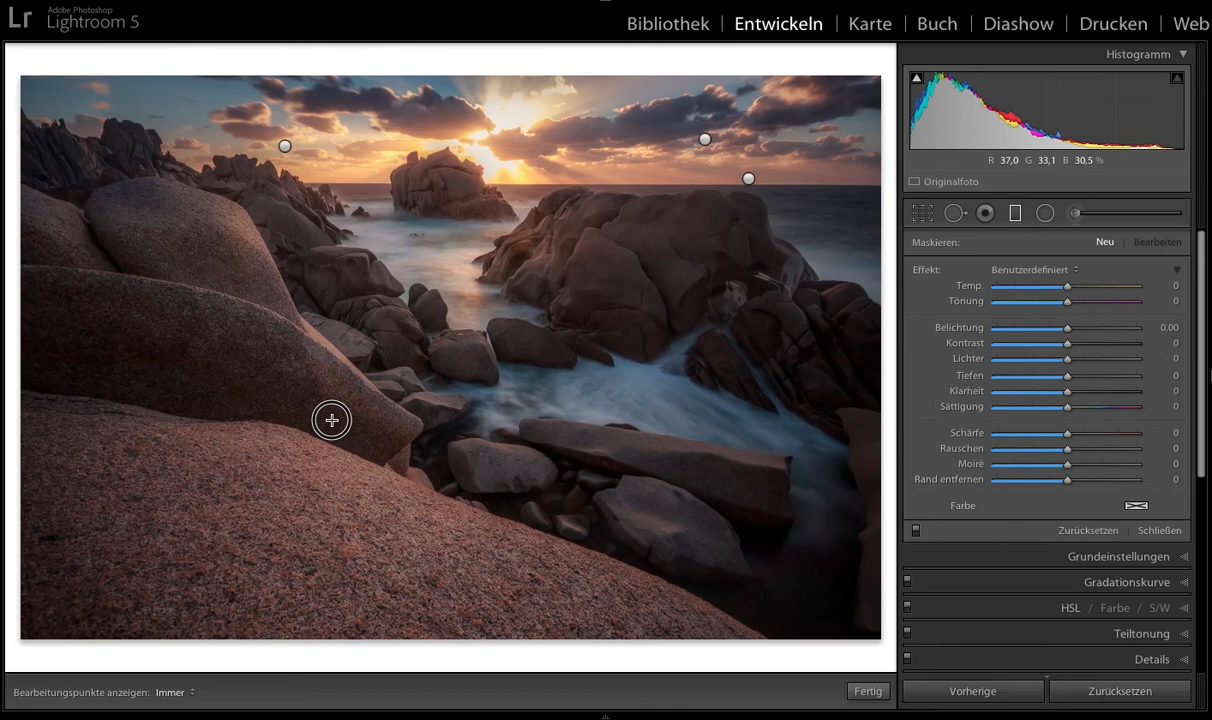 Lr Adobe Photoshop
Lightroom 5
Bibliothek | Entwickeln | Karte | Buch | Diashow | Drucken | Web
Histogramm
R 37,0 G 33,1 B 30,5 %
Originalfoto
Maskieren: Neu | Bearbeiten
Effekt: Benutzerdefiniert
Temp. 0
Tönung 0
Belichtung 0,00
Kontrast 0
Lichter 0
Tiefen 0
Klarheit 0
Sättigung 0
Schärfe 0
Rauschen 0
Moiré 0
Rand entfernen 0
Farbe
Zurücksetzen | Schließen
Grundeinstellungen
Gradationskurve
HSL / Farbe / S/W
Teiltonung
Details
Bearbeitungspunkte anzeigen: Immer
Fertig
Vorherige
Zurücksetzen